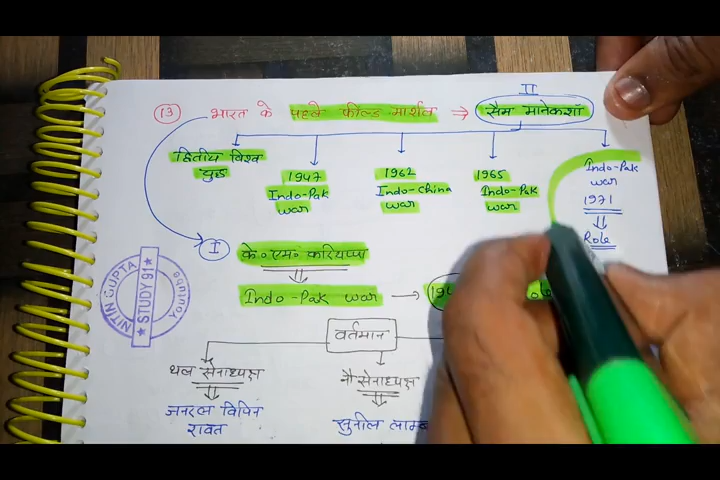 II
13 भारत के पहले फील्ड मार्शल ⇒ सैम मानेकशॉ
द्वितीय विश्व युद्ध
1947 Indo-Pak war
1962 Indo-China war
1965 Indo-Pak war
Indo-Pak war 1971 ⇓ Role
I के० एम० करियप्पा
⇓
Indo-Pak war →
वर्तमान
थल सेनाध्यक्ष
⇓
जनरल विपिन रावत
नौ सेनाध्यक्ष
⇓
सुनील
NITIN GUPTA
STUDY 91
YouTube